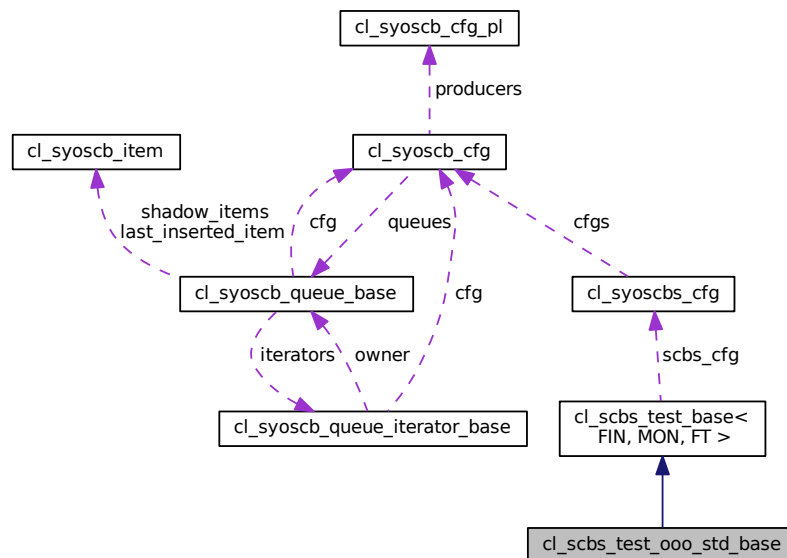 cl_syoscb_cfg_pl
producers
cl_syoscb_item
cl_syoscb_cfg
shadow_items
last_inserted_item
cfg
queues
cfgs
cl_syoscb_queue_base
cfg
cl_syoscbs_cfg
iterators
owner
scbs_cfg
cl_syoscb_queue_iterator_base
cl_scbs_test_base<
FIN, MON, FT >
cl_scbs_test_ooo_std_base